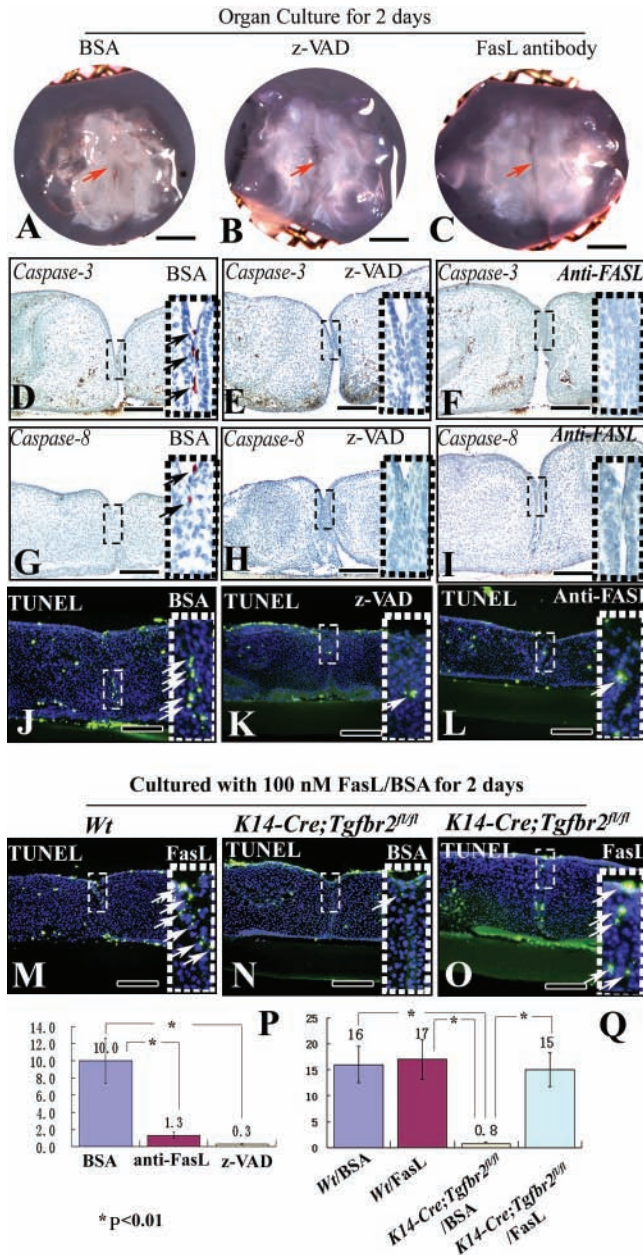 Organ Culture for 2 days
BSA z-VAD FasL antibody
A B C
Caspase-3 BSA Caspase-3 z-VAD Caspase-3 Anti-FASL
D E F
Caspase-8 BSA Caspase-8 z-VAD Caspase-8 Anti-FASL
G H I
TUNEL BSA TUNEL z-VAD TUNEL Anti-FASL
J K L
Cultured with 100 nM FasL/BSA for 2 days
Wt K14-Cre;Tgfbr2fl/fl K14-Cre;Tgfbr2fl/fl
TUNEL FasL TUNEL BSA TUNEL FasL
M N O
P
14.0
12.0
10.0
8.0
6.0
4.0
2.0
0.0
10.0
*
*
1.3
0.3
BSA anti-FasL z-VAD
*p<0.01
Q
25
20
15
10
5
0
16
17
0.8
15
*
*
*
Wt/BSA
Wt/FasL
K14-Cre;Tgfbr2fl/fl
/BSA
K14-Cre;Tgfbr2fl/fl
/FasL